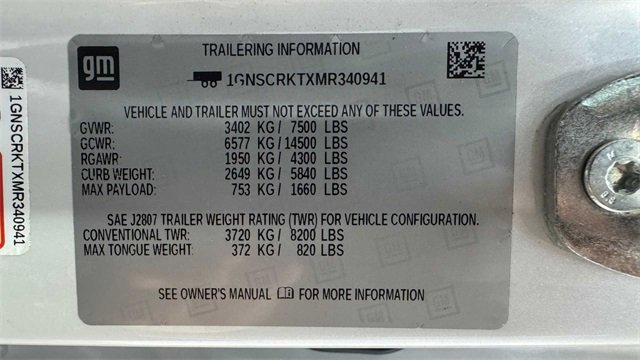 gm
TRAILERING INFORMATION
1GNSCRKTXMR340941
VEHICLE AND TRAILER MUST NOT EXCEED ANY OF THESE VALUES.
GVWR: 3402 KG/ 7500 LBS
GCWR: 6577 KG/ 14500 LBS
RGAWR: 1950 KG/ 4300 LBS
CURB WEIGHT: 2649 KG/ 5840 LBS
MAX PAYLOAD: 753 KG/ 1660 LBS
SAE J2807 TRAILER WEIGHT RATING (TWR) FOR VEHICLE CONFIGURATION.
CONVENTIONAL TWR: 3720 KG/ 8200 LBS
MAX TONGUE WEIGHT: 372 KG/ 820 LBS
SEE OWNER'S MANUAL FOR MORE INFORMATION
1GNSCRKTXMR340941